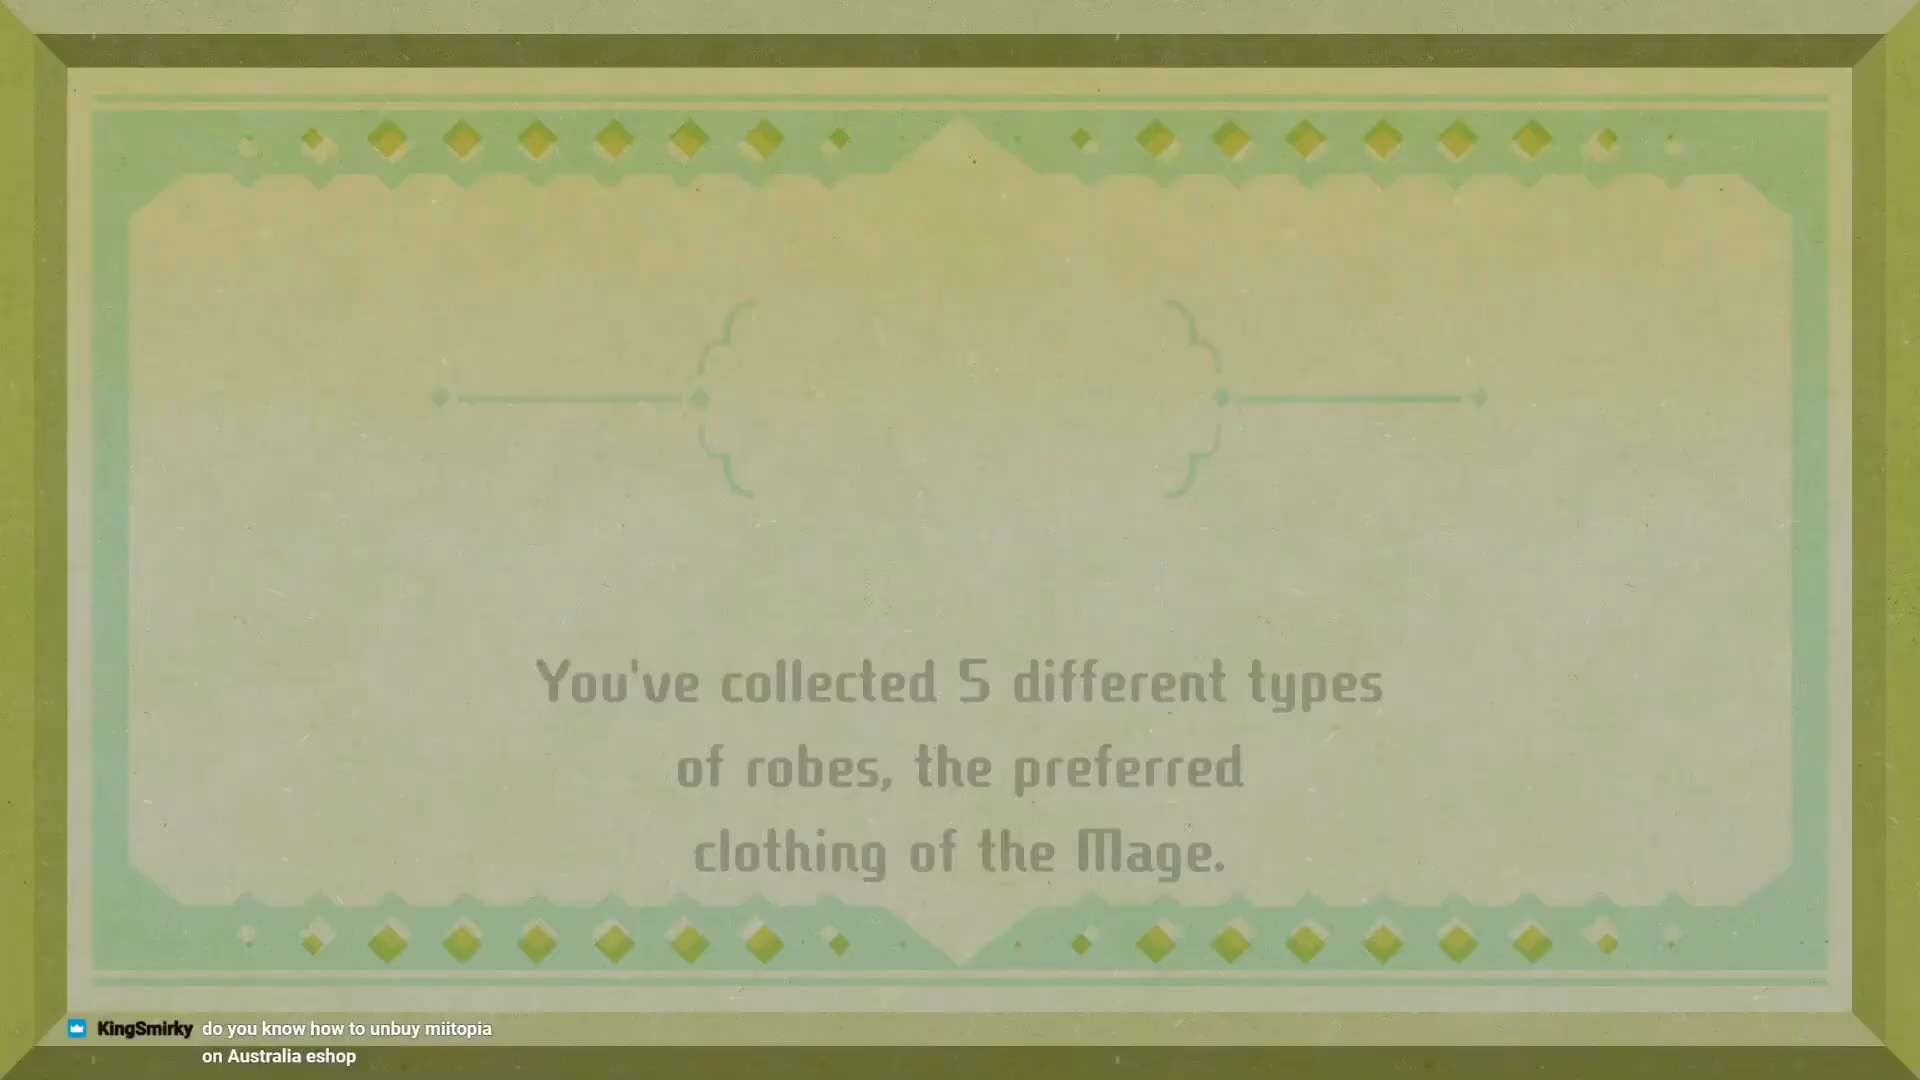 You've collected 5 different types
of robes, the preferred
clothing of the Mage.
KingSmirky do you know how to unbuy miitopia
on Australia eshop